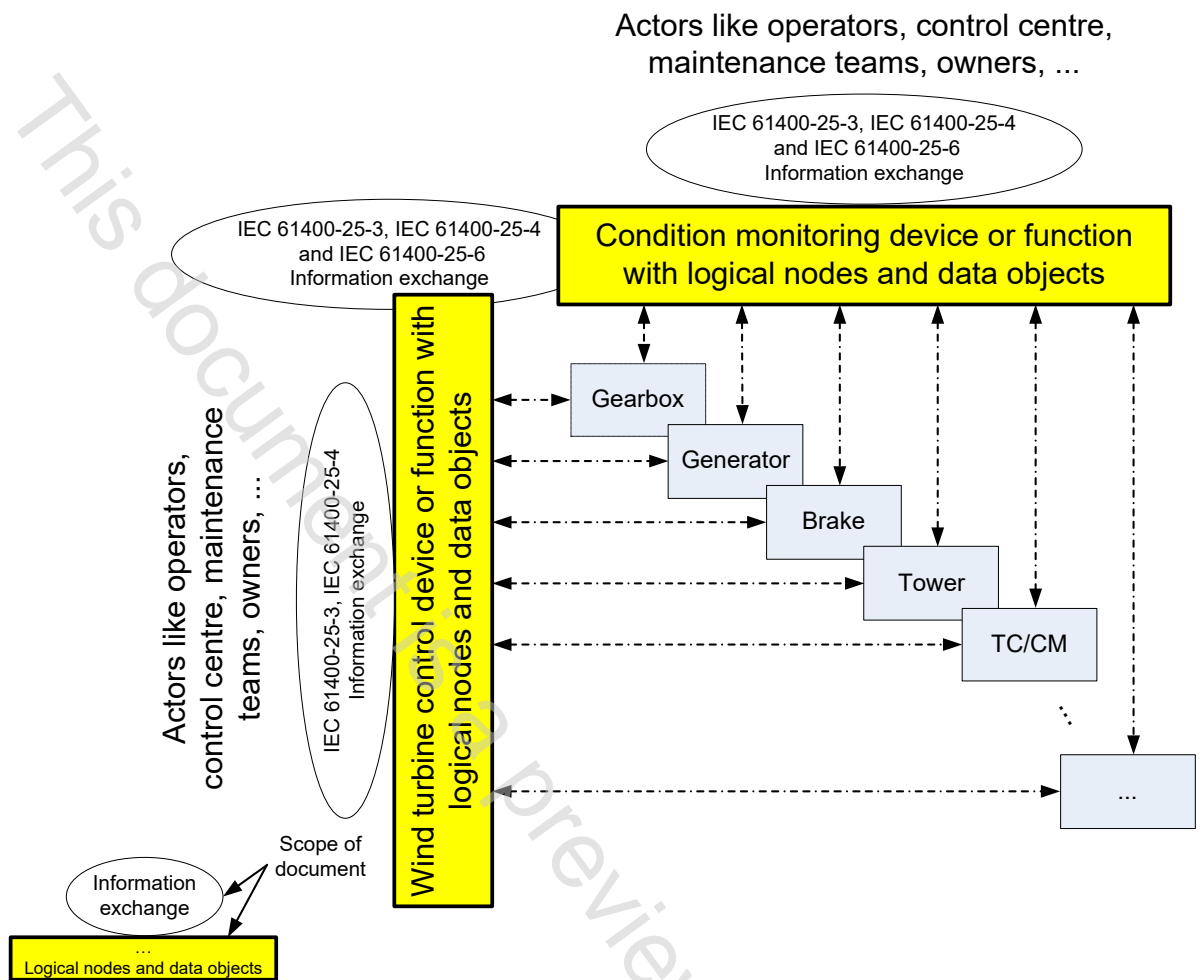 Actors like operators, control centre,
maintenance teams, owners, ...
IEC 61400-25-3, IEC 61400-25-4
and IEC 61400-25-6
Information exchange
IEC 61400-25-3, IEC 61400-25-4
and IEC 61400-25-6
Information exchange
Condition monitoring device or function
with logical nodes and data objects
Actors like operators,
control centre, maintenance
teams, owners, ...
IEC 61400-25-3, IEC 61400-25-4
Information exchange
Wind turbine control device or function with
logical nodes and data objects
Gearbox
Generator
Brake
Tower
TC/CM
...
...
Scope of
document
Information
exchange
...
Logical nodes and data objects
This document is a preview